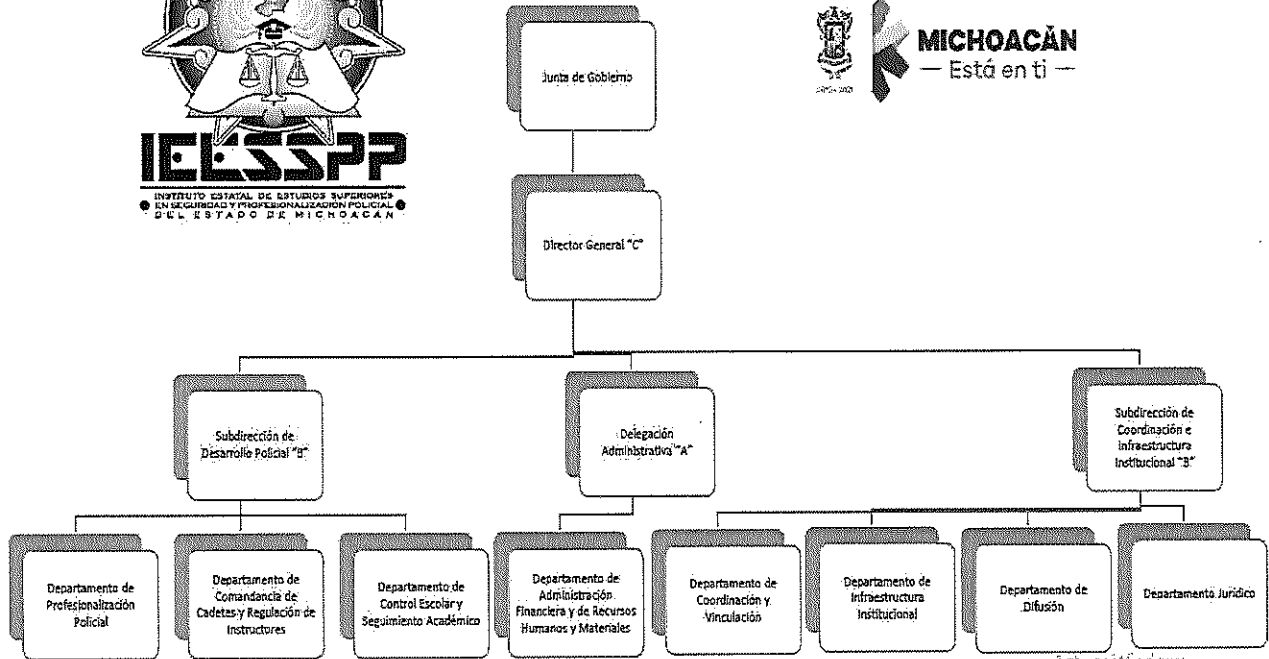 IEESSPP
INSTITUTO ESTATAL DE ESTUDIOS SUPERIORES
EN SEGURIDAD Y PROFESIONALIZACIÓN POLICIAL
DEL ESTADO DE MICHOACÁN
MICHOACÁN
— Está en ti —
Junta de Gobierno
Director General "C"
Subdirección de
Desarrollo Policial "B"
Delegación
Administrativa "A"
Subdirección de
Coordinación e
Infraestructura
Institucional "B"
Departamento de
Profesionalización
Policial
Departamento de
Comandancia de
Cadetes y Regulación de
Instructores
Departamento de
Control Escolar y
Seguimiento Académico
Departamento de
Administración
Financiera y de Recursos
Humanos y Materiales
Departamento de
Coordinación y
Vinculación
Departamento de
Infraestructura
Institucional
Departamento de
Difusión
Departamento Jurídico